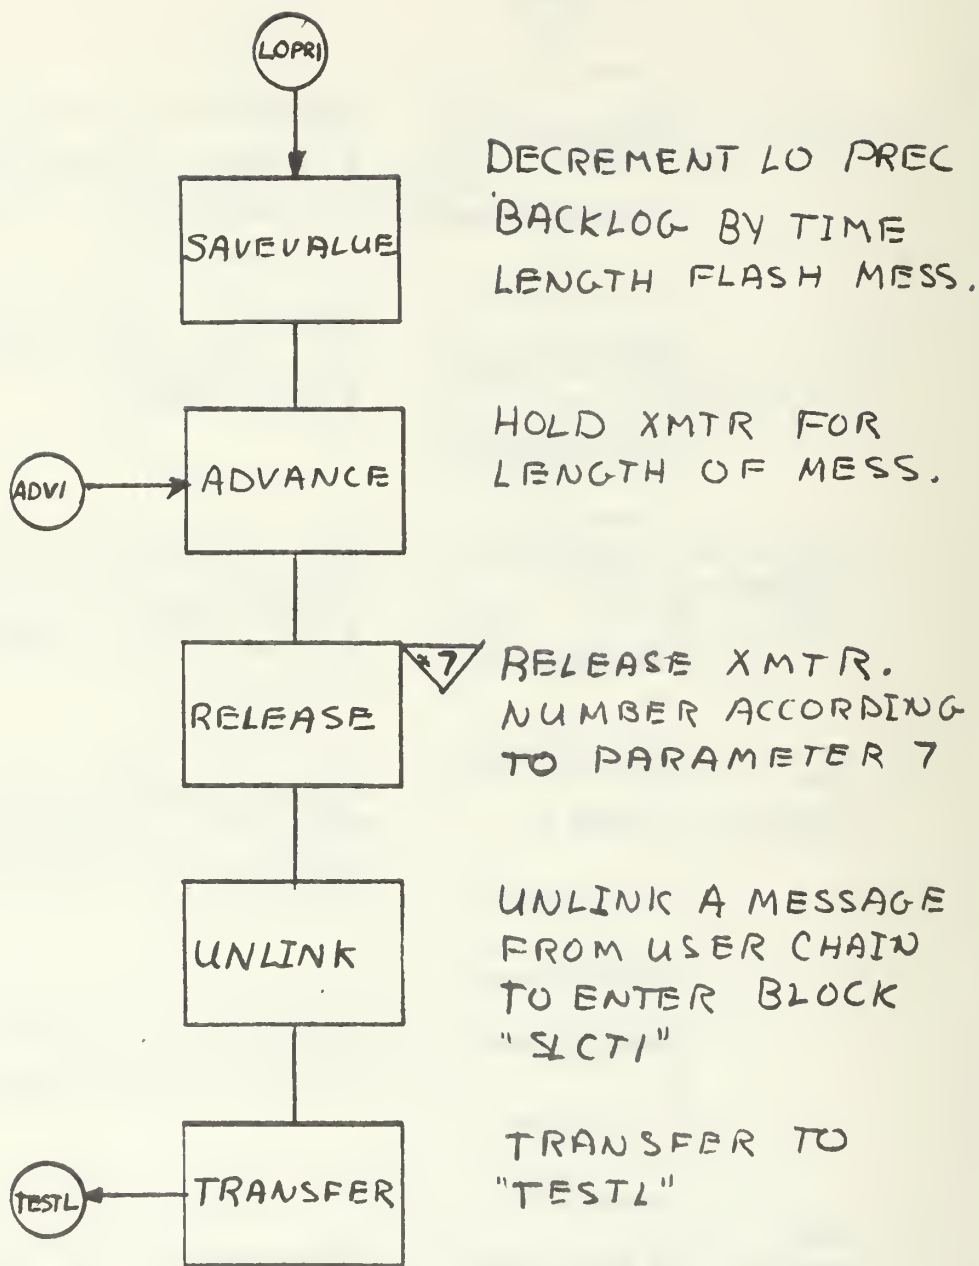 LOPRI
SAVEVALUE
DECREMENT LO PREC
BACKLOG BY TIME
LENGTH FLASH MESS.
ADV1
ADVANCE
HOLD XMTR FOR
LENGTH OF MESS.
RELEASE
*7
RELEASE XMTR.
NUMBER ACCORDING
TO PARAMETER 7
UNLINK
UNLINK A MESSAGE
FROM USER CHAIN
TO ENTER BLOCK
"SLCT1"
TESTL
TRANSFER
TRANSFER TO
"TESTL"